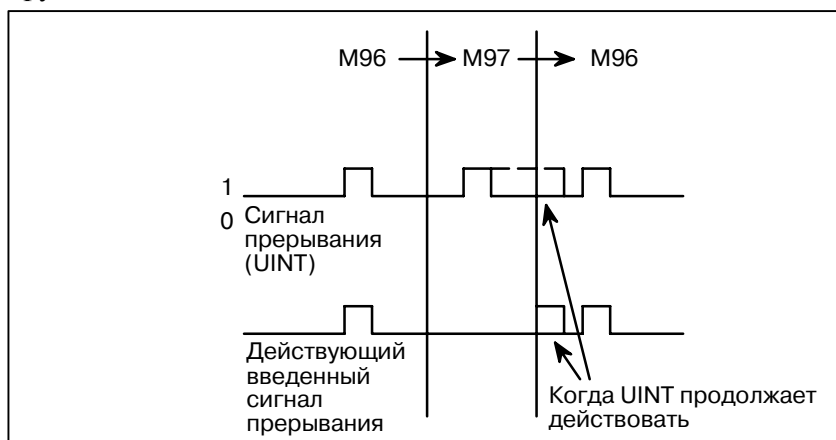 M96 M97 M96
1
0 Сигнал
прерывания
(UINT)
Действующий
введенный
сигнал
прерывания
Когда UINT продолжает
действовать